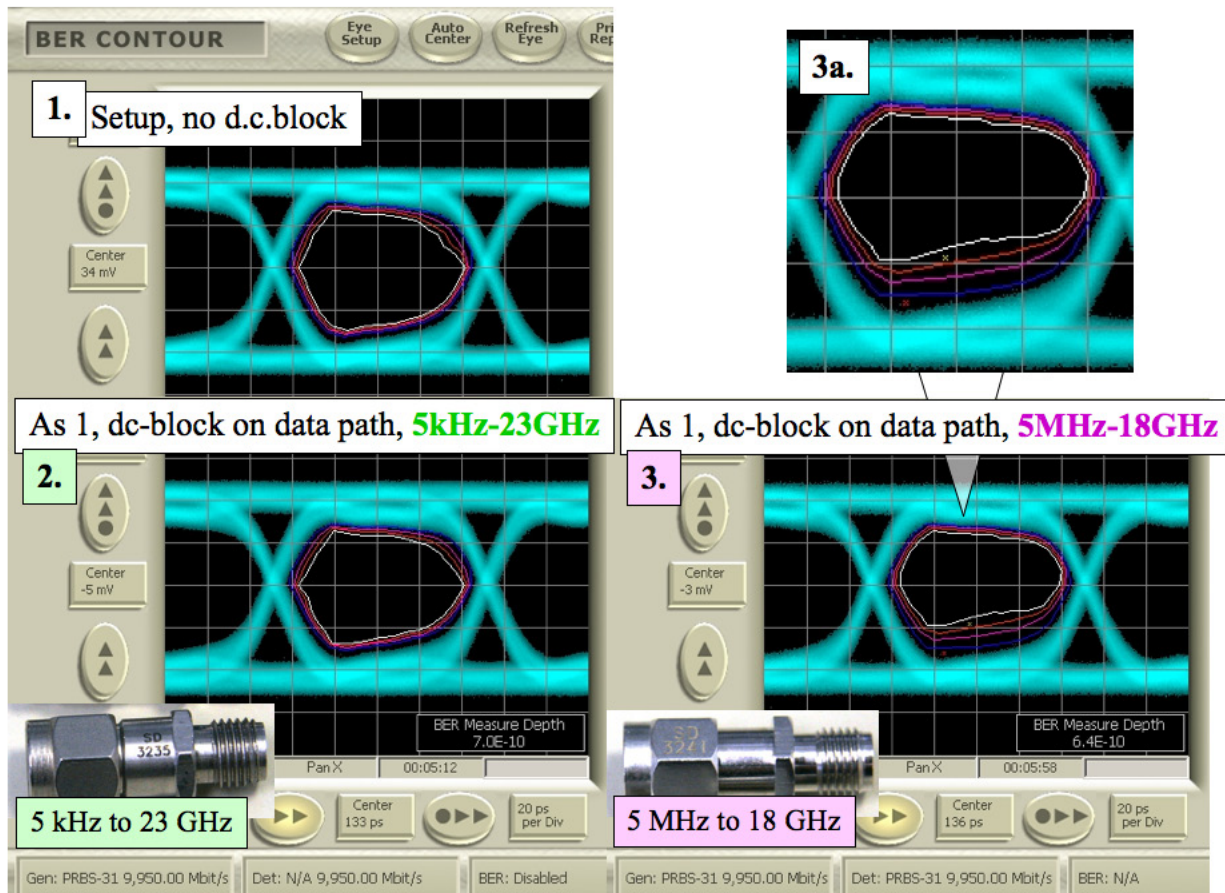 BER CONTOUR
Eye Setup
Auto Center
Refresh Eye
1.
Setup, no d.c.block
Center
34 mV
3a.
As 1, dc-block on data path, 5kHz-23GHz
2.
Center
-5 mV
BER Measure Depth
7.0E-10
SD
3235
Pan X
00:05:12
5 kHz to 23 GHz
Center
133 ps
20 ps
per Div
Gen: PRBS-31 9,950.00 Mbit/s
Det: N/A 9,950.00 Mbit/s
BER: Disabled
As 1, dc-block on data path, 5MHz-18GHz
3.
Center
-3 mV
BER Measure Depth
6.4E-10
SD
Pan X
00:05:58
5 MHz to 18 GHz
Center
136 ps
20 ps
per Div
Gen: PRBS-31 9,950.00 Mbit/s
Det: PRBS-31 9,950.00 Mbit/s
BER: N/A